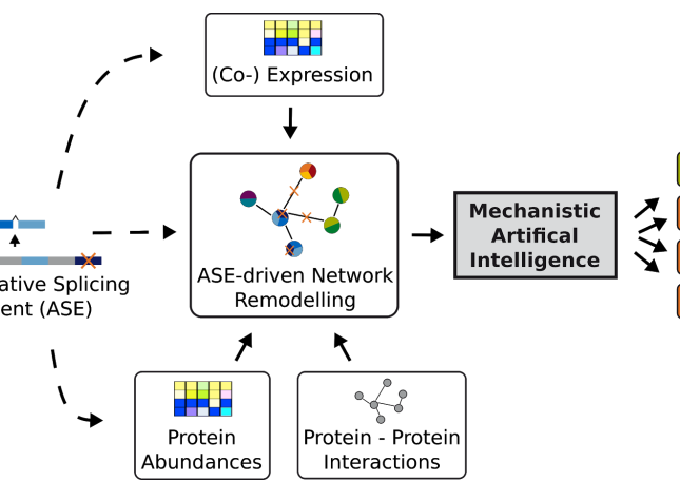 (Co-) Expression
ASE-driven Network
Remodelling
Mechanistic
Artifical
Intelligence
ative Splicing
ent (ASE)
Protein
Abundances
Protein - Protein
Interactions